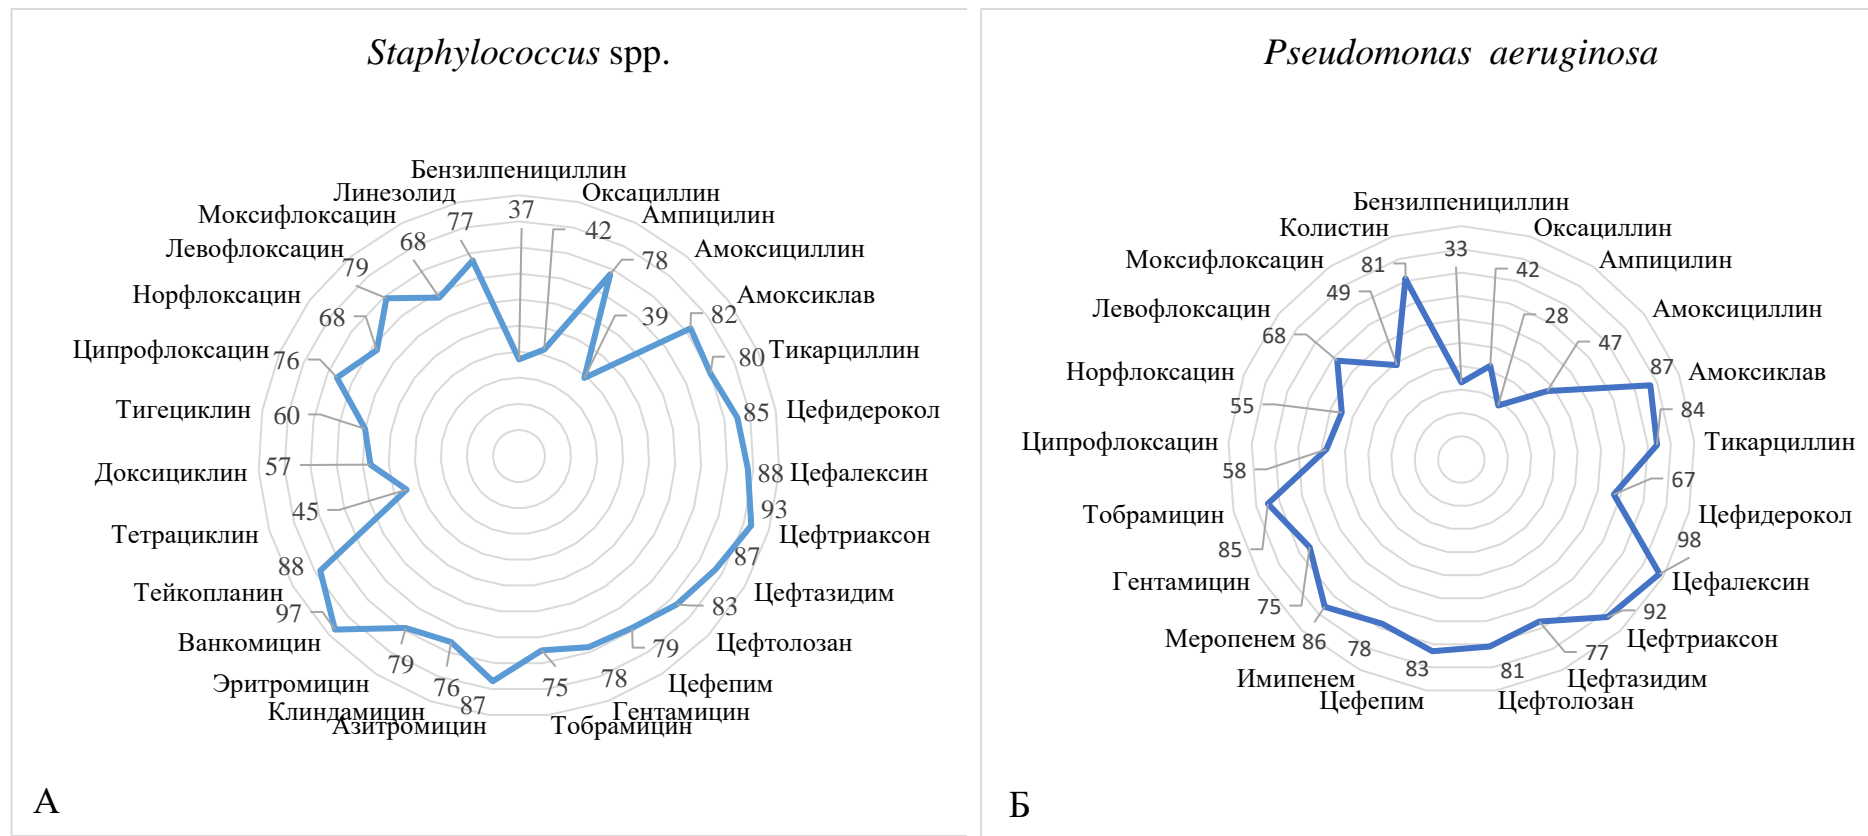 Staphylococcus spp.
Бензилпенициллин
Оксациллин
Ампицилин
Амоксициллин
Амоксиклав
Тикарциллин
Цефидерокол
Цефалексин
Цефтриаксон
Цефтазидим
Цефтолозан
Цефепим
Гентамицин
Тобрамицин
Азитромицин
Клиндамицин
Эритромицин
Ванкомицин
Тейкопланин
Тетрациклин
Доксициклин
Тигециклин
Ципрофлоксацин
Норфлоксацин
Левофлоксацин
Моксифлоксацин
Линезолид
37
42
78
39
82
80
85
88
93
87
83
79
78
75
87
76
79
97
88
45
57
60
76
68
79
68
77
А
Pseudomonas aeruginosa
Бензилпенициллин
Оксациллин
Ампицилин
Амоксициллин
Амоксиклав
Тикарциллин
Цефидерокол
Цефалексин
Цефтриаксон
Цефтазидим
Цефтолозан
Цефепим
Имипенем
Меропенем
Гентамицин
Тобрамицин
Ципрофлоксацин
Норфлоксацин
Левофлоксацин
Моксифлоксацин
Колистин
33
42
28
47
87
84
67
98
92
77
81
83
78
86
75
85
58
55
68
49
81
Б